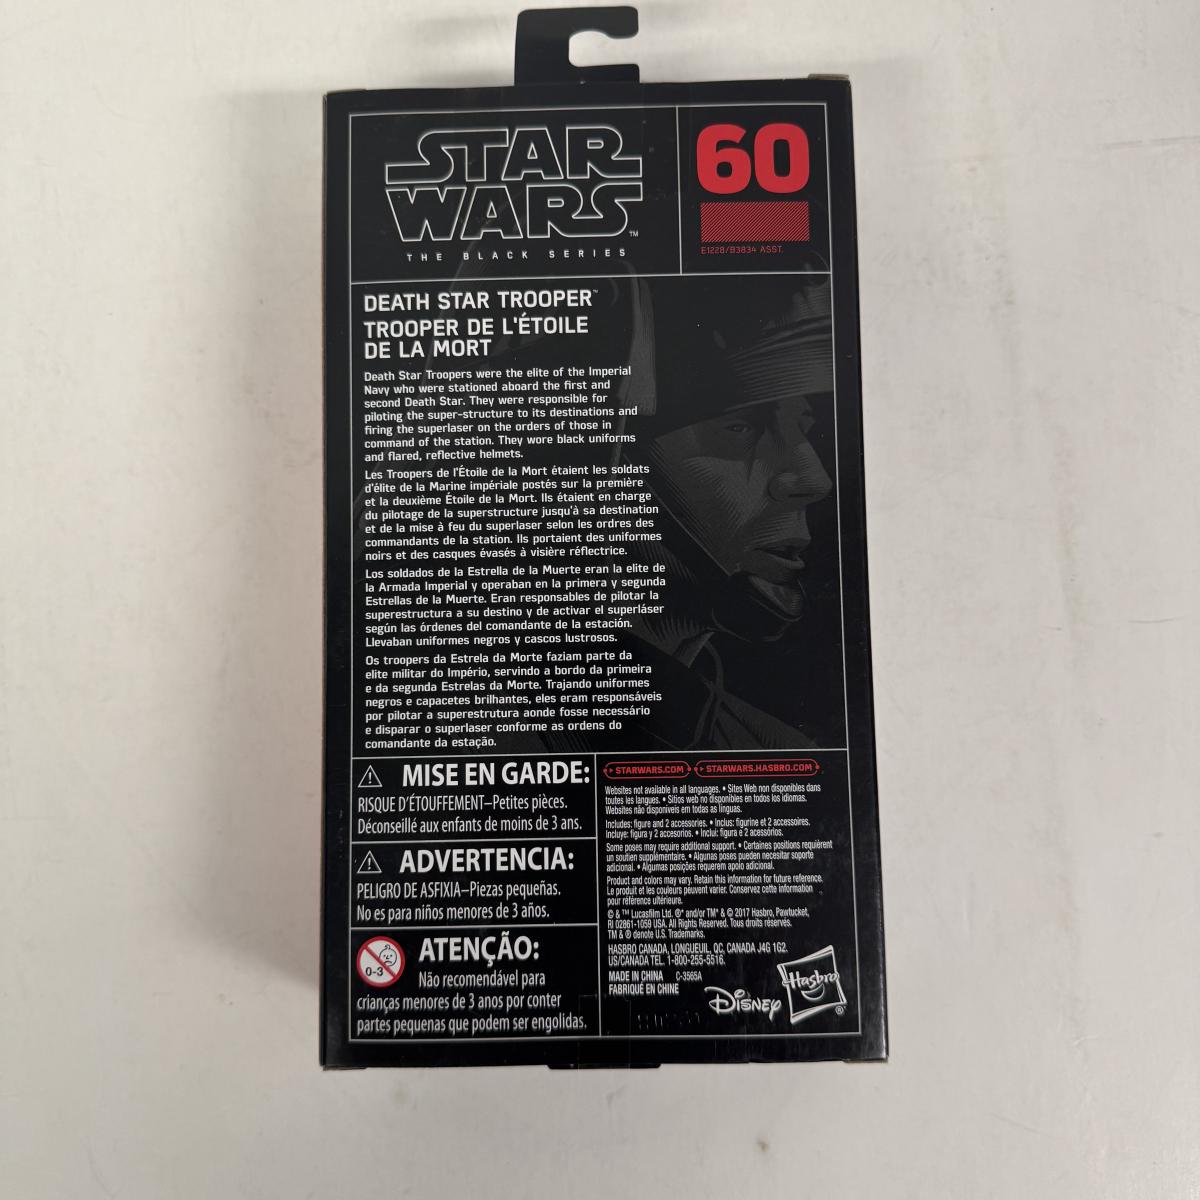 STAR
WARS™
THE BLACK SERIES
60
E1228/B3834 ASST.
DEATH STAR TROOPER™
TROOPER DE L'ÉTOILE
DE LA MORT
Death Star Troopers were the elite of the Imperial
Navy who were stationed aboard the first and
second Death Star. They were responsible for
piloting the super-structure to its destinations and
firing the superlaser on the orders of those in
command of the station. They wore black uniforms
and flared, reflective helmets.
Les Troopers de l'Étoile de la Mort étaient les soldats
d'élite de la Marine impériale postés sur la première
et la deuxième Étoile de la Mort. Ils étaient en charge
du pilotage de la superstructure jusqu'à sa destination
et de la mise à feu du superlaser selon les ordres des
commandants de la station. Ils portaient des uniformes
noirs et des casques évasés à visière réflectrice.
Los soldados de la Estrella de la Muerte eran la elite de
la Armada Imperial y operaban en la primera y segunda
Estrellas de la Muerte. Eran responsables de pilotar la
superestructura a su destino y de activar el superláser
según las órdenes del comandante de la estación.
Llevaban uniformes negros y cascos lustrosos.
Os troopers da Estrela da Morte faziam parte da
elite militar do Império, servindo a bordo da primeira
e da segunda Estrelas da Morte. Trajando uniformes
negros e capacetes brilhantes, eles eram responsáveis
por pilotar a superestrutura aonde fosse necessário
e disparar o superlaser conforme as ordens do
comandante da estação.
MISE EN GARDE:
RISQUE D'ÉTOUFFEMENT–Petites pièces.
Déconseillé aux enfants de moins de 3 ans.
ADVERTENCIA:
PELIGRO DE ASFIXIA–Piezas pequeñas.
No es para niños menores de 3 años.
0-3
ATENÇÃO:
Não recomendável para
crianças menores de 3 anos por conter
partes pequenas que podem ser engolidas.
STARWARS.COM STARWARS.HASBRO.COM
Websites not available in all languages. • Sites Web non disponibles dans
toutes les langues. • Sitios web no disponibles en todos los idiomas.
Websites não disponíveis em todas as línguas.
Includes: figure and 2 accessories. • Inclus: figurine et 2 accessoires.
Incluye: figura y 2 accesorios. • Inclui: figura e 2 acessórios.
Some poses may require additional support. • Certaines positions requièrent
un soutien supplémentaire. • Algunas poses pueden necesitar soporte
adicional. • Algumas posições requerem apoio adicional.
Product and colors may vary. Retain this information for future reference.
Le produit et les couleurs peuvent varier. Conservez cette information
pour référence ultérieure.
© & ™ Lucasfilm Ltd. ®* and/or TM* & © 2017 Hasbro, Pawtucket,
RI 02861-1059 USA. All Rights Reserved. Tous droits réservés.
TM & ® denote U.S. Trademarks.
HASBRO CANADA, LONGUEUIL, QC, CANADA J4G 1G2.
US/CANADA TEL. 1-800-255-5516.
MADE IN CHINA C-3565A
FABRIQUÉ EN CHINE
Disney
Hasbro ®